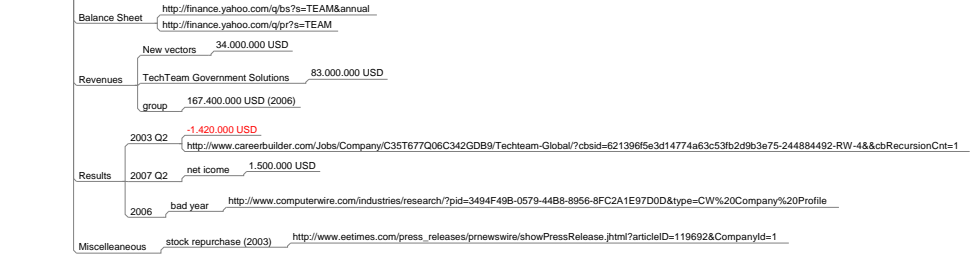 Balance Sheet
http://finance.yahoo.com/q/bs?s=TEAM&annual
http://finance.yahoo.com/q/pr?s=TEAM
Revenues
New vectors
34.000.000 USD
TechTeam Government Solutions
83.000.000 USD
group
167.400.000 USD (2006)
Results
2003 Q2
-1.420.000 USD
http://www.careerbuilder.com/Jobs/Company/C35T677Q06C342GDB9/Techteam-Global/?cbsid=621396f5e3d14774a63c53fb2d9b3e75-244884492-RW-4&&cbRecursionCnt=1
2007 Q2
net icome
1.500.000 USD
2006
bad year
http://www.computerwire.com/industries/research/?pid=3494F49B-0579-44B8-8956-8FC2A1E97D0D&type=CW%20Company%20Profile
Miscelleaneous
stock repurchase (2003)
http://www.eetimes.com/press_releases/prnewswire/showPressRelease.jhtml?articleID=119692&CompanyId=1